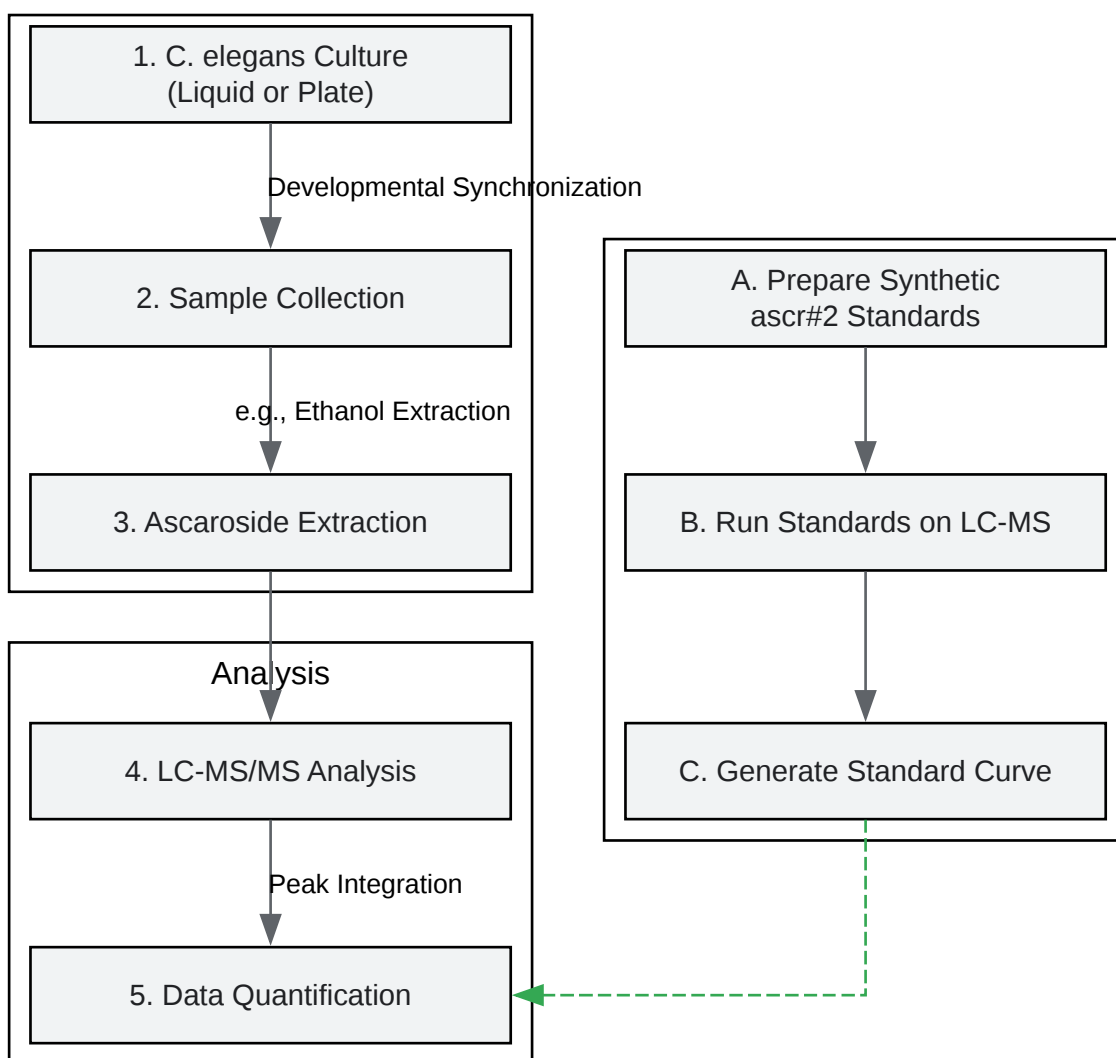 1. C. elegans Culture
(Liquid or Plate)
Developmental Synchronization
2. Sample Collection
e.g., Ethanol Extraction
3. Ascaroside Extraction
Analysis
4. LC-MS/MS Analysis
Peak Integration
5. Data Quantification
A. Prepare Synthetic
ascr#2 Standards
B. Run Standards on LC-MS
C. Generate Standard Curve